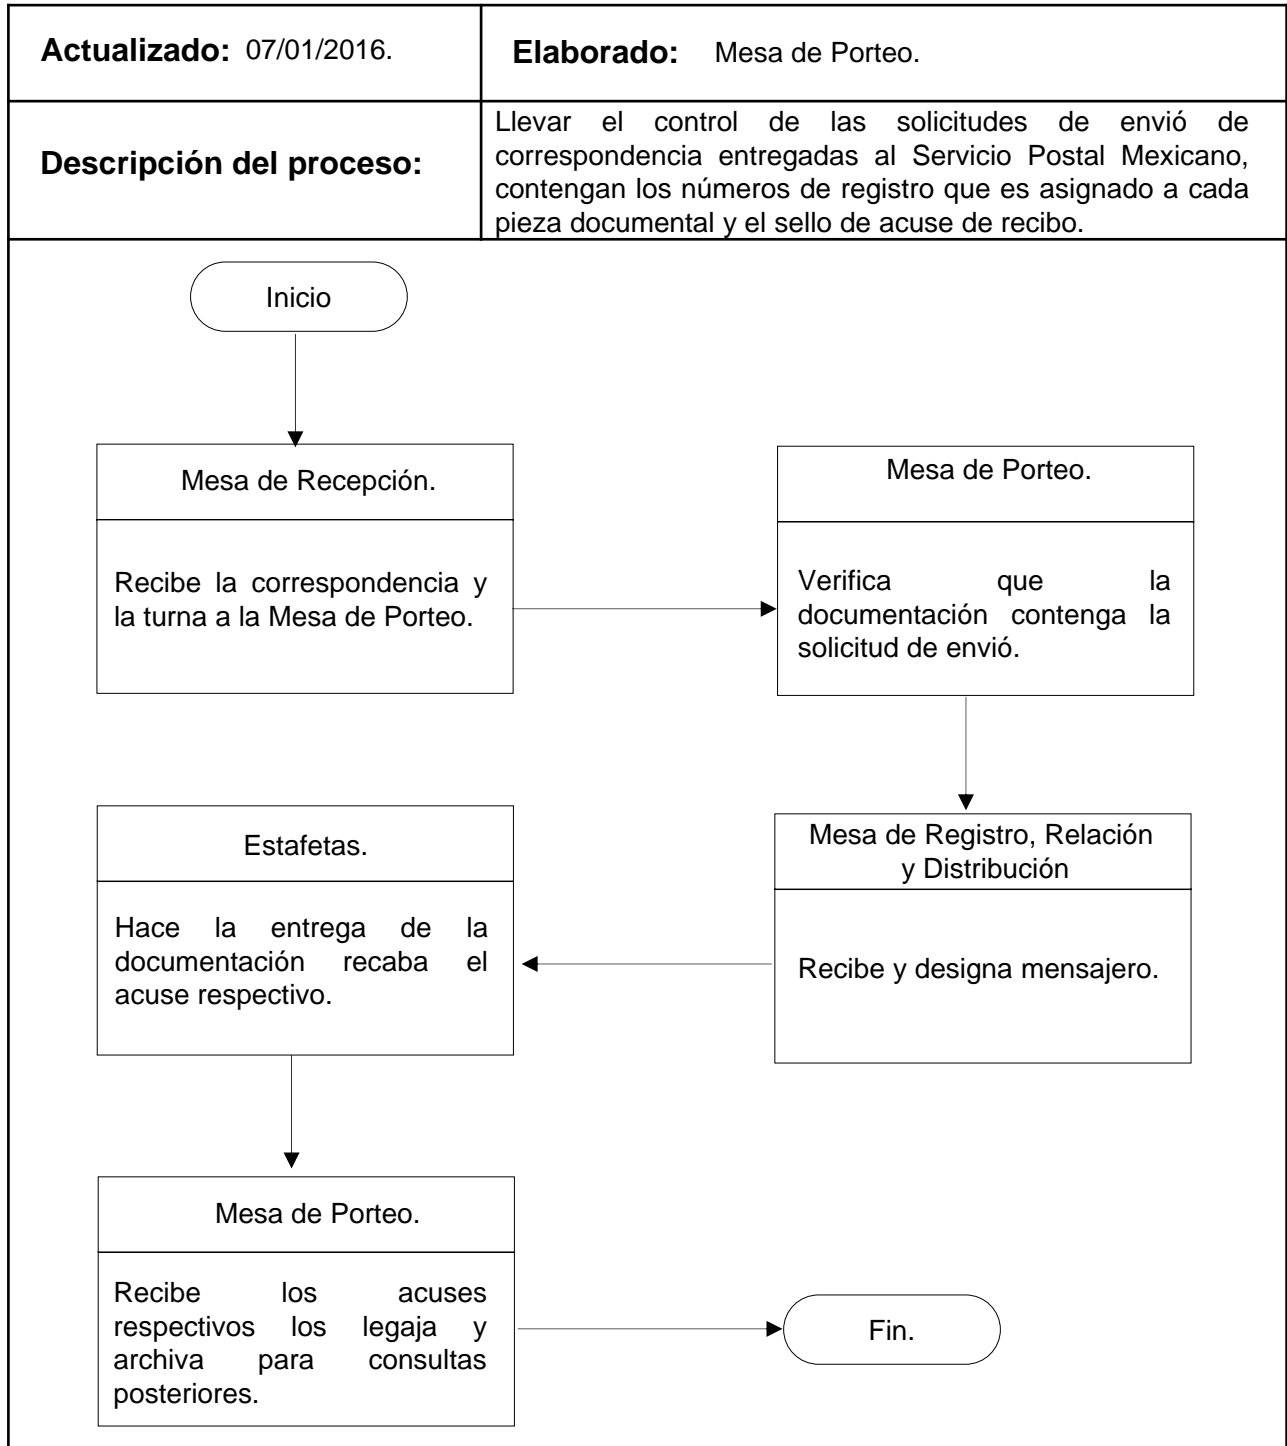 Actualizado: 07/01/2016.
Elaborado: Mesa de Porteo.
Descripción del proceso:
Llevar el control de las solicitudes de envió de
correspondencia entregadas al Servicio Postal Mexicano,
contengan los números de registro que es asignado a cada
pieza documental y el sello de acuse de recibo.
Inicio
Mesa de Recepción.
Recibe la correspondencia y
la turna a la Mesa de Porteo.
Mesa de Porteo.
Verifica que la
documentación contenga la
solicitud de envió.
Mesa de Registro, Relación
y Distribución
Recibe y designa mensajero.
Estafetas.
Hace la entrega de la
documentación recaba el
acuse respectivo.
Mesa de Porteo.
Recibe los acuses
respectivos los legaja y
archiva para consultas
posteriores.
Fin.